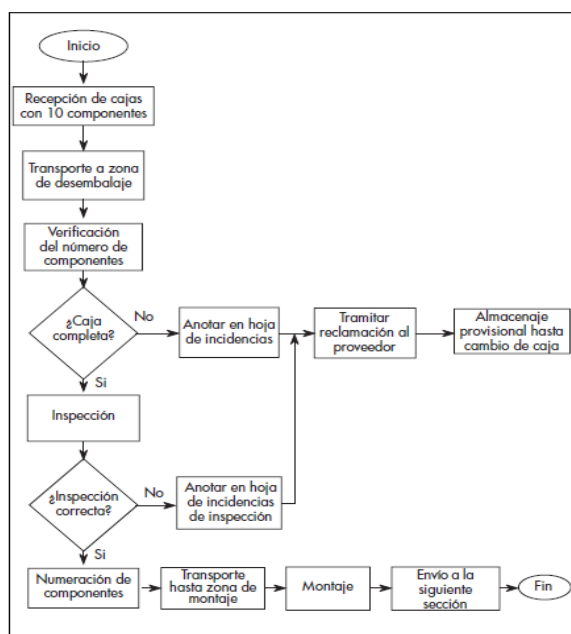 Inicio
Recepción de cajas
con 10 componentes
Transporte a zona
de desembalaje
Verificación
del número de
componentes
¿Caja
completa?
No
Anotar en hoja
de incidencias
Tramitar
reclamación al
proveedor
Almacenaje
provisional hasta
cambio de caja
Si
Inspección
¿Inspección
correcta?
No
Anotar en hoja
de incidencias
de inspección
Si
Numeración de
componentes
Transporte
hasta zona de
montaje
Montaje
Envío a la
siguiente
sección
Fin